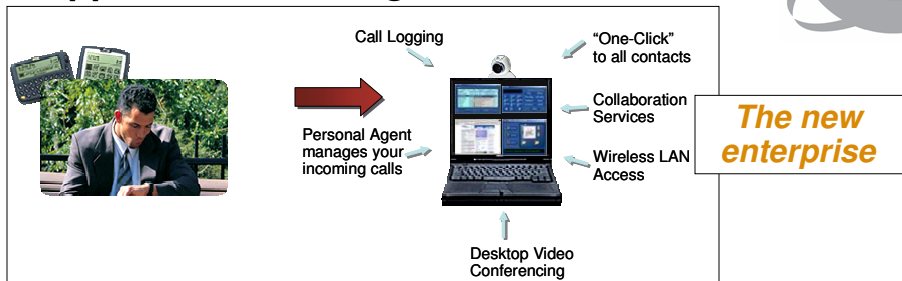 Call Logging
"One-Click"
to all contacts
Collaboration
Services
The new
enterprise
Personal Agent
manages your
incoming calls
Wireless LAN
Access
Desktop Video
Conferencing